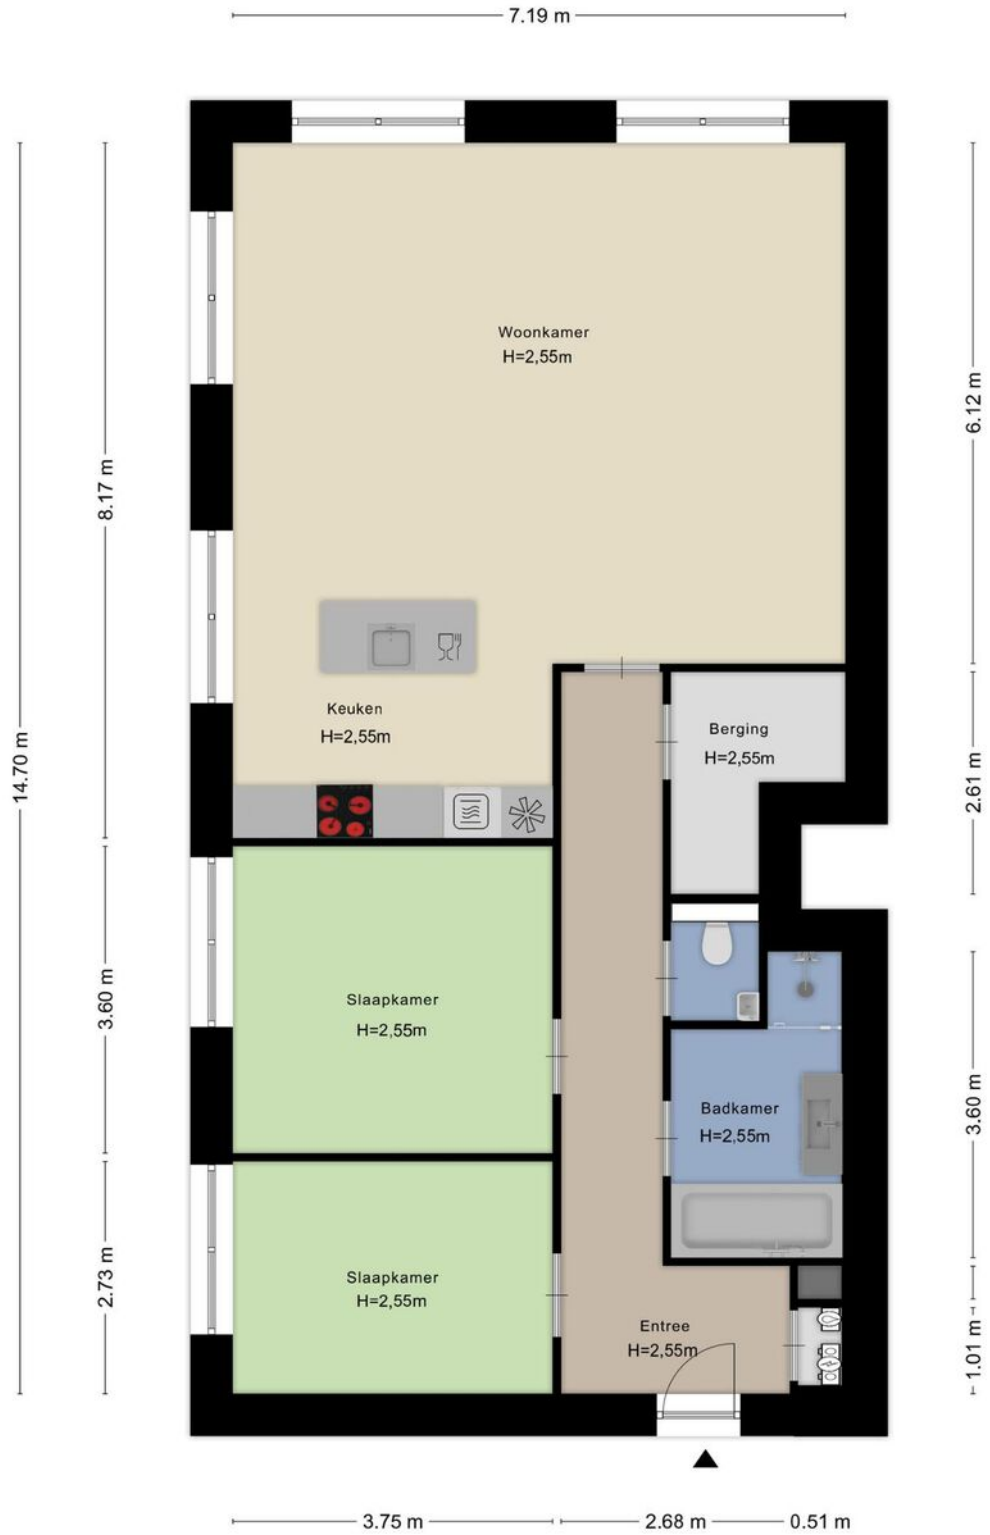 7.19 m
Woonkamer
H=2,55m
6.12 m
8.17 m
14.70 m
Keuken
H=2,55m
Berging
H=2,55m
2.61 m
Slaapkamer
H=2,55m
3.60 m
Badkamer
H=2,55m
3.60 m
Slaapkamer
H=2,55m
2.73 m
Entree
H=2,55m
1.01 m
3.75 m
2.68 m
0.51 m